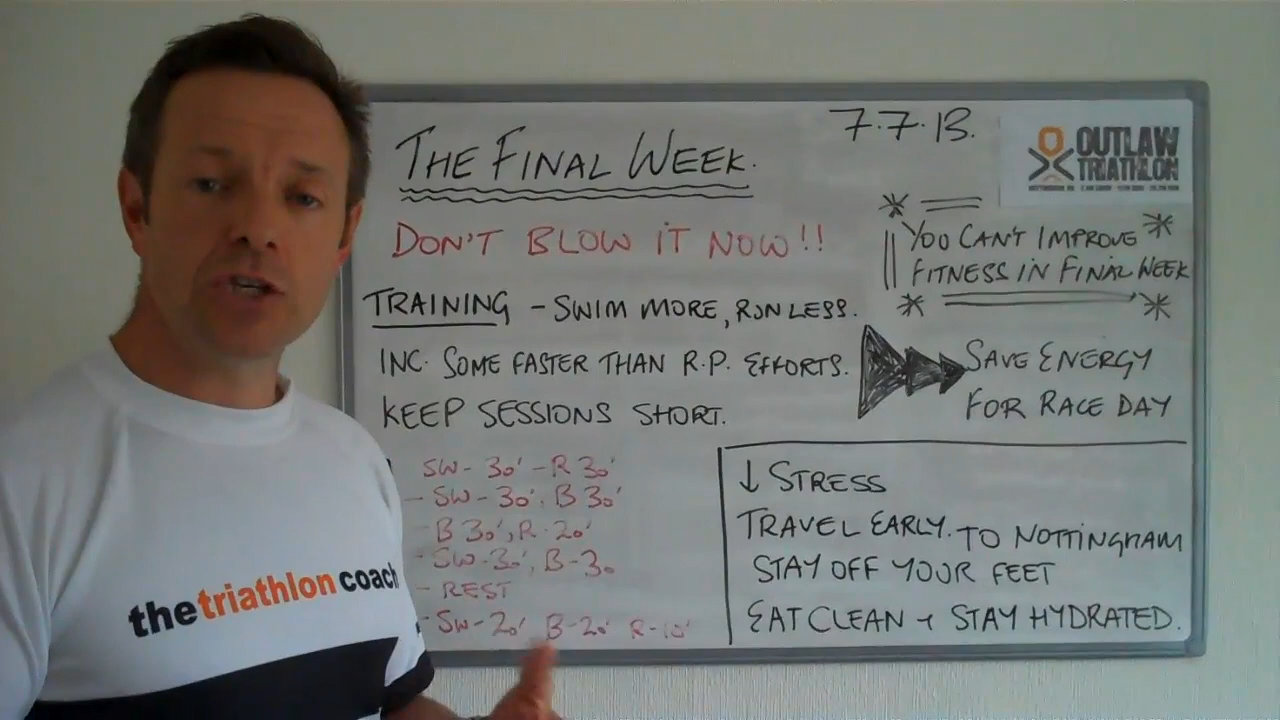 THE FINAL WEEK.
7.7.13.
OUTLAW
TRIATHLON
DON'T BLOW IT NOW!!
YOU CAN'T IMPROVE
FITNESS IN FINAL WEEK
TRAINING - SWIM MORE, RUN LESS.
INC. SOME FASTER THAN R.P. EFFORTS.
KEEP SESSIONS SHORT.
SAVE ENERGY
FOR RACE DAY
SW - 30' - R 30'
- SW - 30', B 30'
- B 30', R - 20'
- SW - 30', B - 30
- REST
- SW - 20' B - 20' R - 10'
↓ STRESS
TRAVEL EARLY. TO NOTTINGHAM
STAY OFF YOUR FEET
EAT CLEAN + STAY HYDRATED.
thetriathloncoach